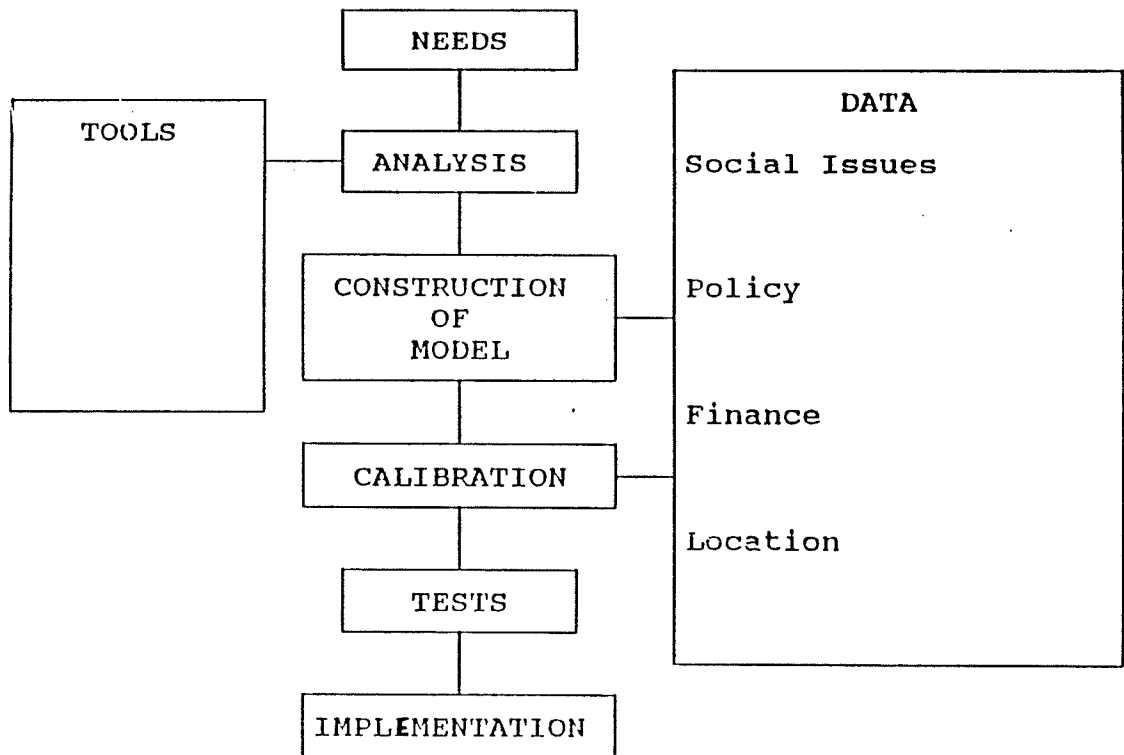 NEEDS
DATA
TOOLS
ANALYSIS
Social Issues
CONSTRUCTION
OF
MODEL
Policy
Finance
CALIBRATION
Location
TESTS
IMPLEMENTATION